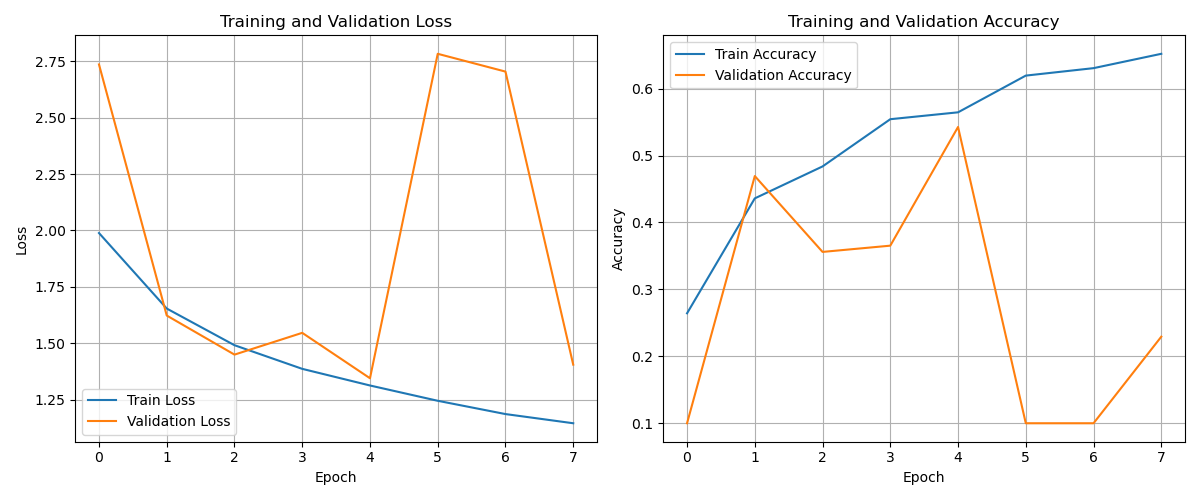 Training and Validation Loss
2.75
2.50
2.25
2.00
1.75
1.50
1.25
Loss
Train Loss
Validation Loss
0 1 2 3 4 5 6 7
Epoch
Training and Validation Accuracy
Train Accuracy
Validation Accuracy
0.6
0.5
0.4
0.3
0.2
0.1
Accuracy
0 1 2 3 4 5 6 7
Epoch